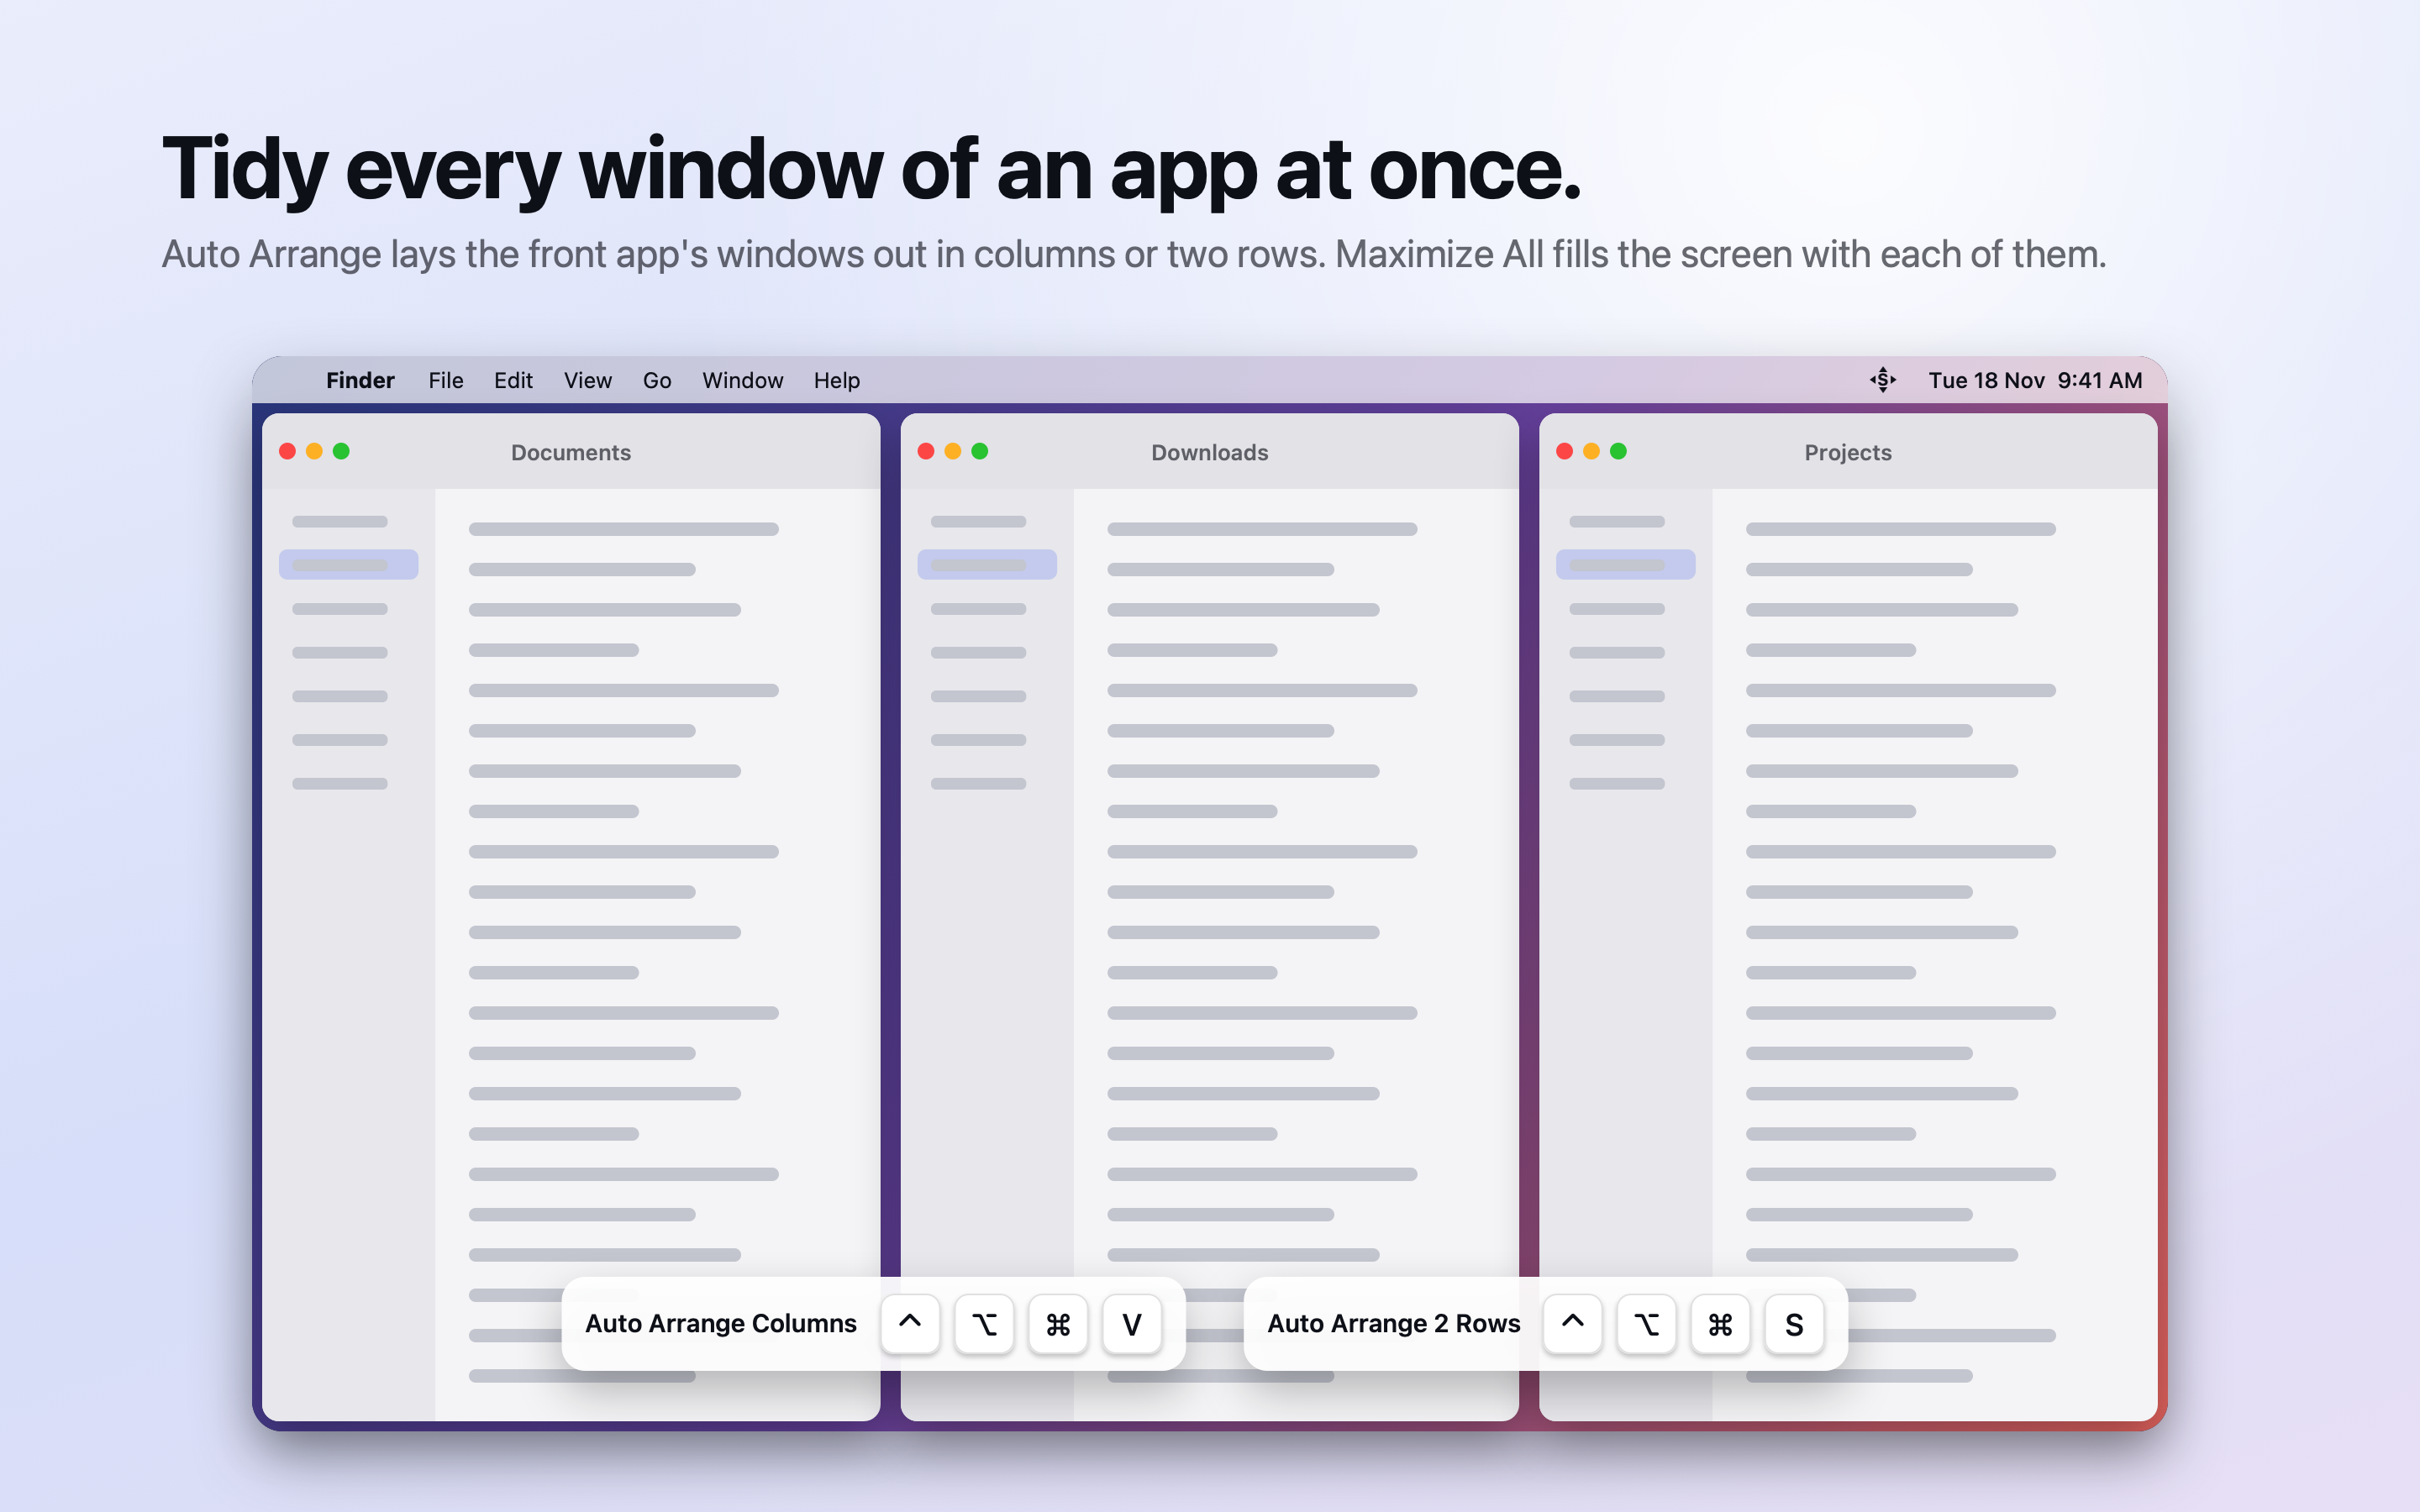 Tidy every window of an app at once.
Auto Arrange lays the front app's windows out in columns or two rows. Maximize All fills the screen with each of them.
Finder File Edit View Go Window Help S Tue 18 Nov 9:41 AM
Documents Downloads Projects
Auto Arrange Columns ⌃ ⌥ ⌘ V Auto Arrange 2 Rows ⌃ ⌥ ⌘ S